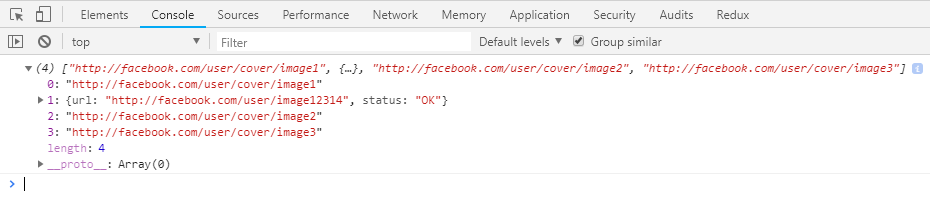 Elements Console Sources Performance Network Memory Application Security Audits Redux
top Filter Default levels Group similar
(4) ["http://facebook.com/user/cover/image1", {…}, "http://facebook.com/user/cover/image2", "http://facebook.com/user/cover/image3"]
0: "http://facebook.com/user/cover/image1"
1: {url: "http://facebook.com/user/image12314", status: "OK"}
2: "http://facebook.com/user/cover/image2"
3: "http://facebook.com/user/cover/image3"
length: 4
__proto__: Array(0)